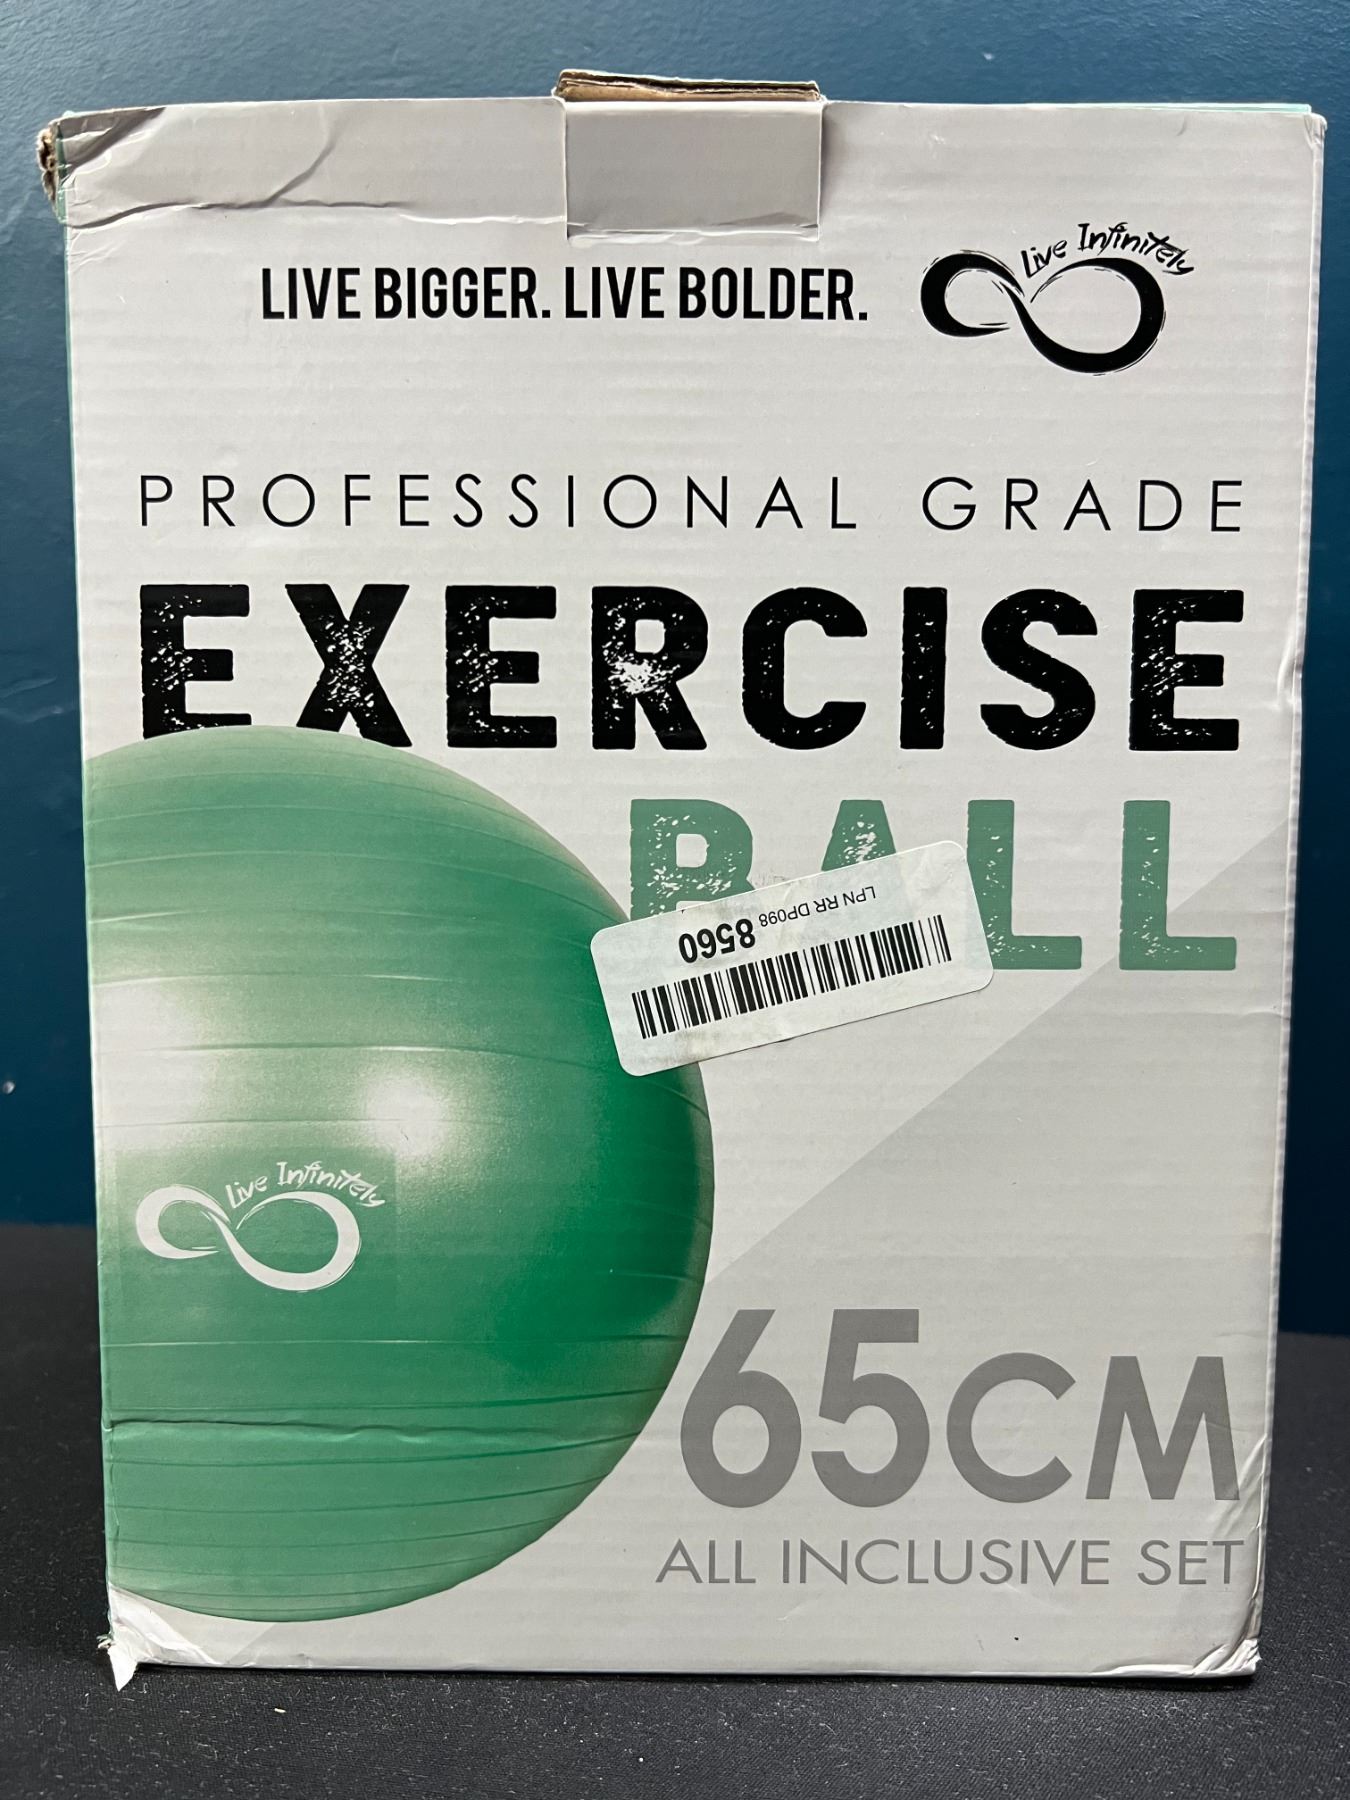 LIVE BIGGER. LIVE BOLDER.
Live Infinitely
PROFESSIONAL GRADE
EXERCISE
BALL
LPN RR DP098 8560
Live Infinitely
65CM
ALL INCLUSIVE SET